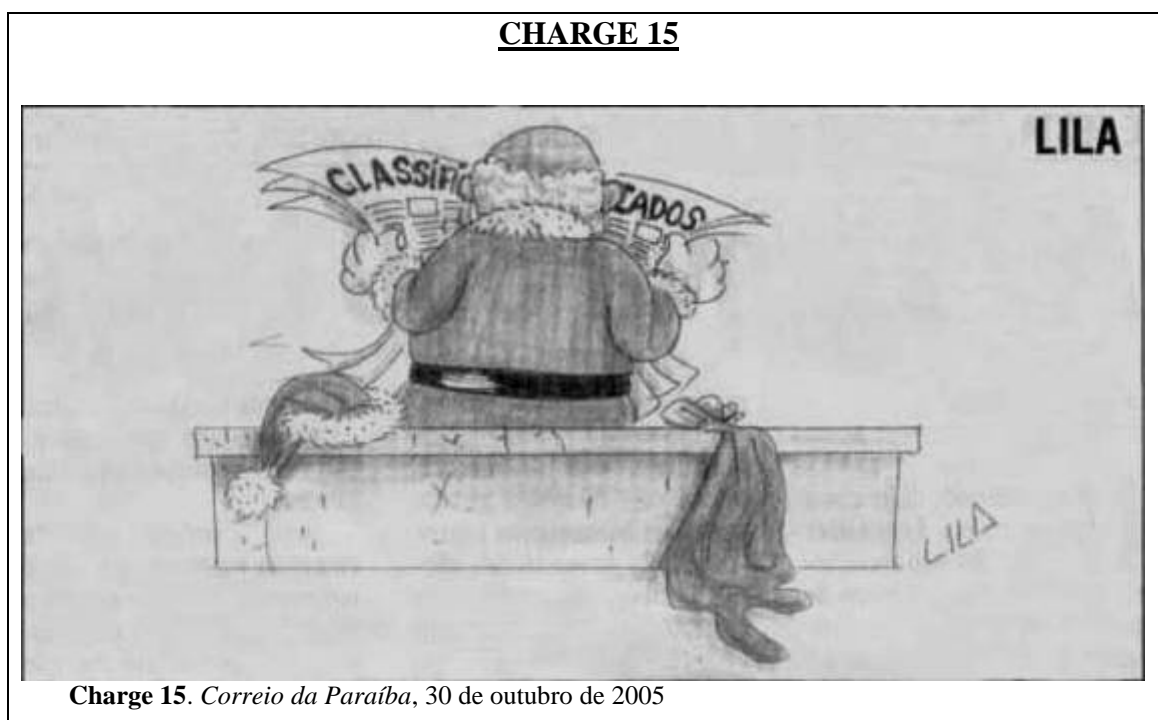 CHARGE 15
LILA
CLASSIFIC IADOS
LILA
Charge 15. Correio da Paraíba, 30 de outubro de 2005